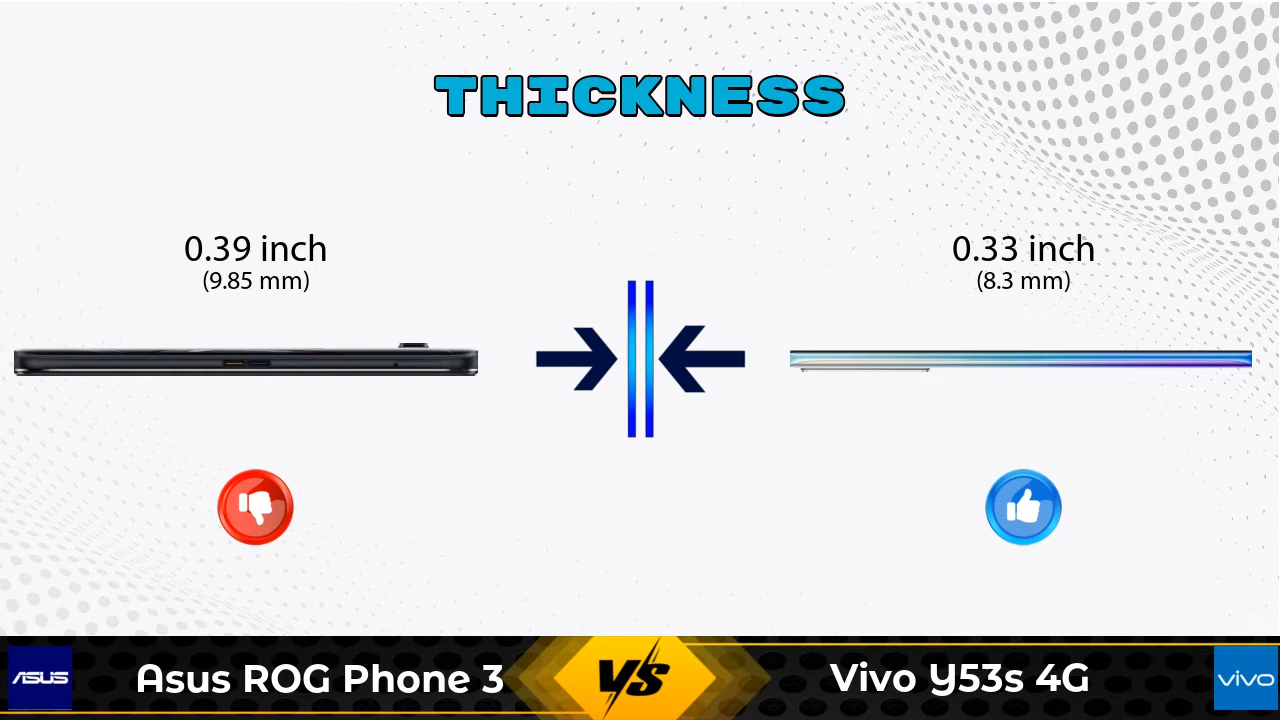 THICKNESS
0.39 inch
(9.85 mm)
0.33 inch
(8.3 mm)
ASUS
Asus ROG Phone 3
VS
Vivo Y53s 4G
vivo